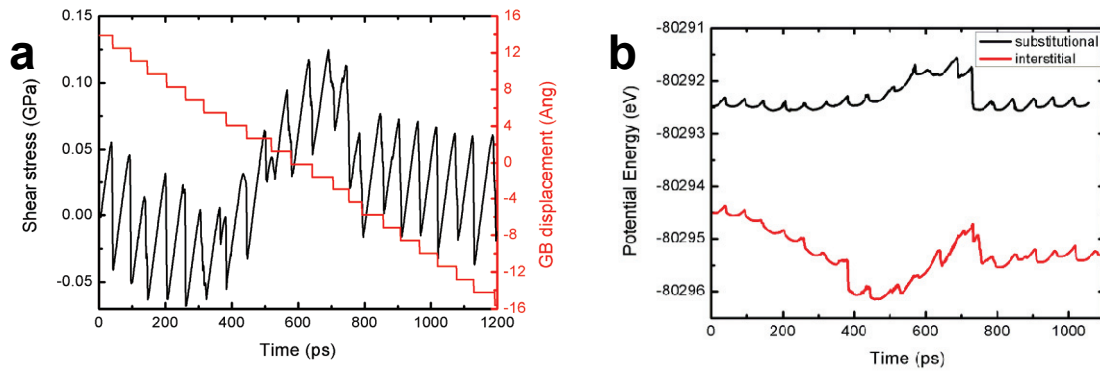 a
0.15
0.10
0.05
0.00
-0.05
Shear stress (GPa)
16
12
8
4
0
-4
-8
-12
-16
GB displacement (Ang)
0 200 400 600 800 1000 1200
Time (ps)
b
-80291
-80292
-80293
-80294
-80295
-80296
Potential Energy (eV)
substitutional
interstitial
0 200 400 600 800 1000
Time (ps)